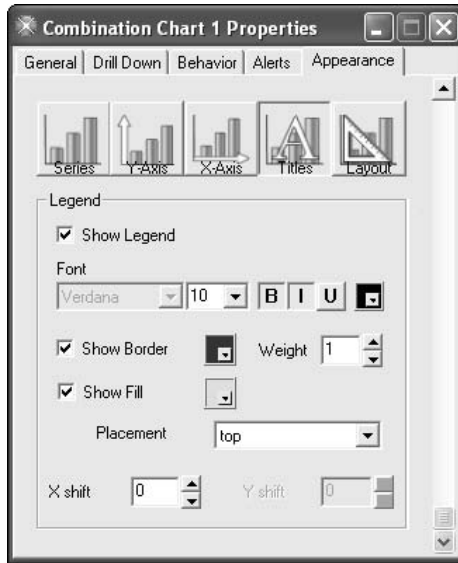 Combination Chart 1 Properties
General Drill Down Behavior Alerts Appearance
Series Y-Axis X-Axis Titles Layout
Legend
Show Legend
Font
Verdana 10 B I U
Show Border Weight 1
Show Fill
Placement top
X shift 0 Y shift 0